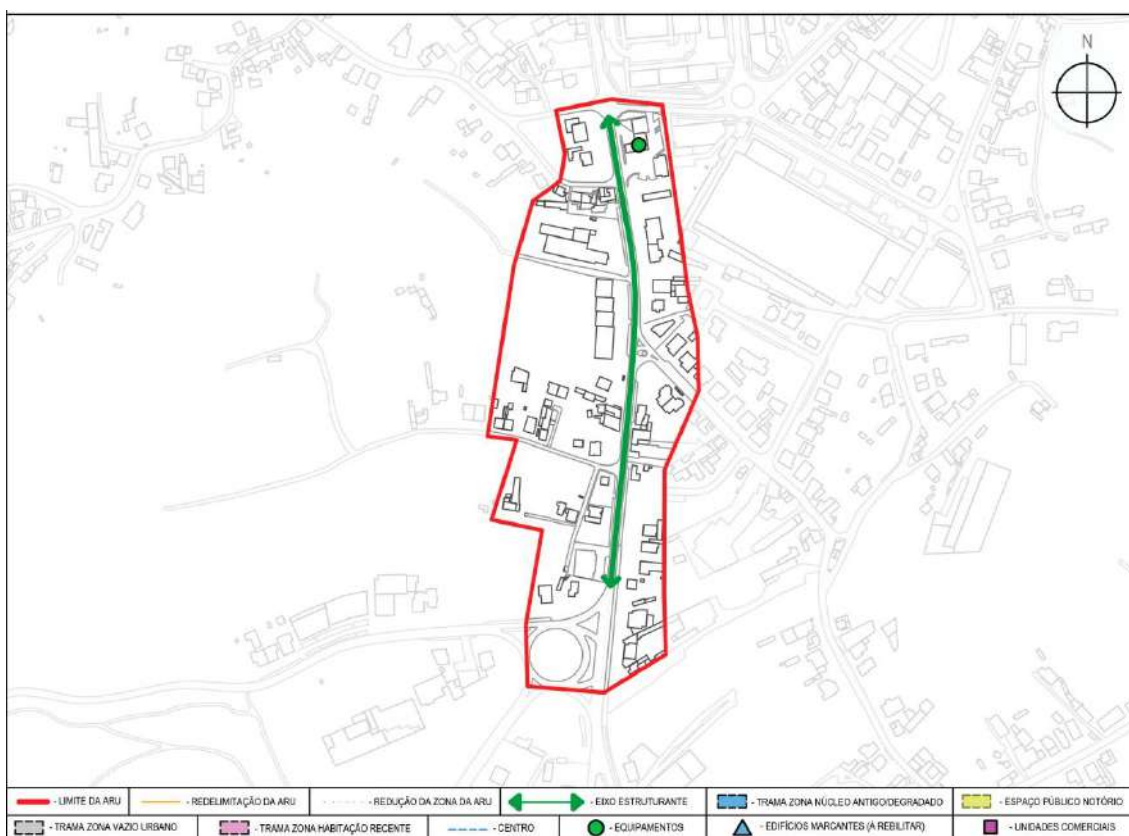 N
- LIMITE DA ARU - REDELIMITAÇÃO DA ARU - REDUÇÃO DA ZONA DA ARU - EIXO ESTRUTURANTE - TRAMA ZONA NÚCLEO ANTIGO/DEGRADADO - ESPAÇO PÚBLICO NOTÓRIO
- TRAMA ZONA VAZIO URBANO - TRAMA ZONA HABITAÇÃO RECENTE - CENTRO - EQUIPAMENTOS - EDIFÍCIOS MARCANTES (À REBILITAR) - UNIDADES COMERCIAIS